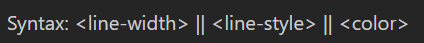 Syntax: <line-width> || <line-style> || <color>